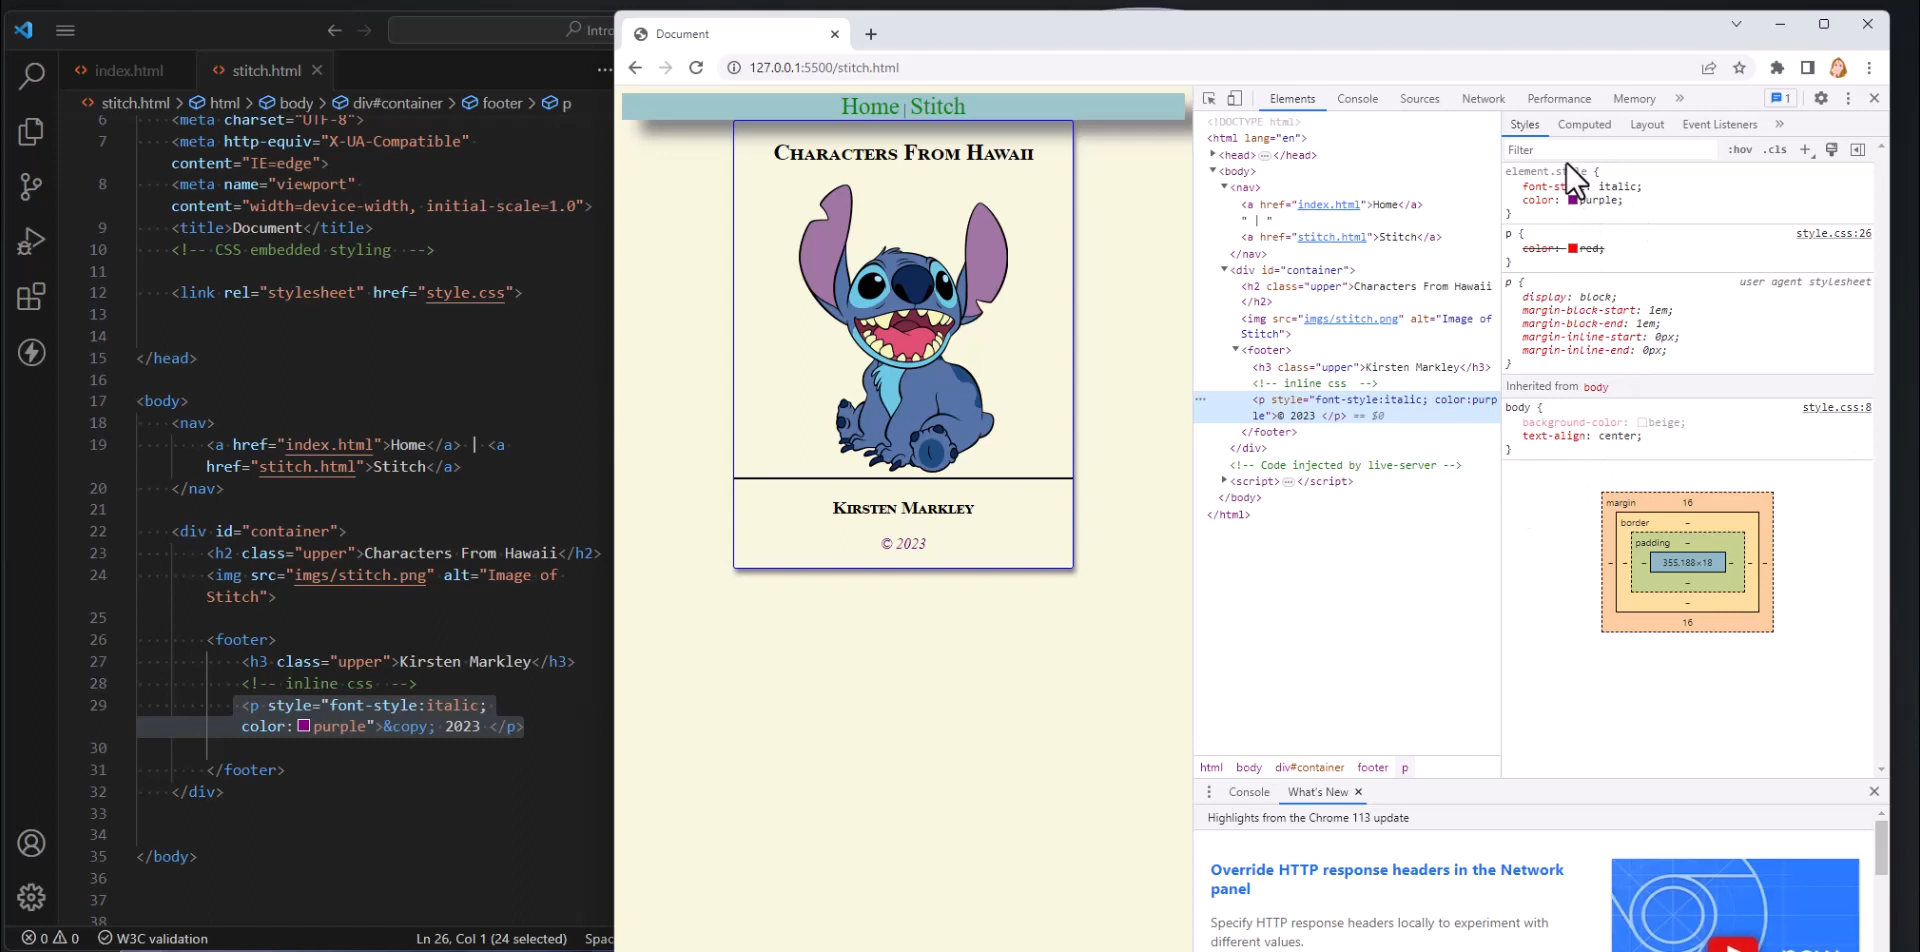 Intro
index.html
stitch.html
...
stitch.html > html > body > div#container > footer > p
6 <meta charset="UTF-8">
7 <meta http-equiv="X-UA-Compatible"
content="IE=edge">
8 <meta name="viewport"
content="width=device-width, initial-scale=1.0">
9 <title>Document</title>
10 <!-- CSS embedded styling -->
11
12 <link rel="stylesheet" href="style.css">
13
14
15 </head>
16
17 <body>
18 <nav>
19 <a href="index.html">Home</a> | <a
href="stitch.html">Stitch</a>
20 </nav>
21
22 <div id="container">
23 <h2 class="upper">Characters From Hawaii</h2>
24 <img src="imgs/stitch.png" alt="Image of
Stitch">
25
26 <footer>
27 <h3 class="upper">Kirsten Markley</h3>
28 <!-- inline css -->
29 <p style="font-style:italic;
color: purple">&copy; 2023 </p>
30
31 </footer>
32 </div>
33
34
35 </body>
36
37
38
0 0 W3C validation Ln 26, Col 1 (24 selected) Spac
Document
127.0.0.1:5500/stitch.html
Home | Stitch
Characters From Hawaii
Kirsten Markley
© 2023
Elements Console Sources Network Performance Memory » 1
<!DOCTYPE html>
<html lang="en">
<head> ... </head>
<body>
<nav>
<a href="index.html">Home</a>
" | "
<a href="stitch.html">Stitch</a>
</nav>
<div id="container">
<h2 class="upper">Characters From Hawaii
</h2>
<img src="imgs/stitch.png" alt="Image of
Stitch">
<footer>
<h3 class="upper">Kirsten Markley</h3>
<!-- inline css -->
<p style="font-style:italic; color:purp
le">© 2023 </p> == $0
</footer>
</div>
<!-- Code injected by live-server -->
<script> ... </script>
</body>
</html>
html body div#container footer p
Styles Computed Layout Event Listeners »
Filter :hov .cls +
element.st le {
font-st italic;
color: purple;
}
p { style.css:26
color: red;
}
p { user agent stylesheet
display: block;
margin-block-start: 1em;
margin-block-end: 1em;
margin-inline-start: 0px;
margin-inline-end: 0px;
}
Inherited from body
body { style.css:8
background-color: beige;
text-align: center;
}
margin 16
border –
padding –
– – – 355.188×18 – – –
–
–
16
Console What's New ×
Highlights from the Chrome 113 update
Override HTTP response headers in the Network
panel
Specify HTTP response headers locally to experiment with
different values.